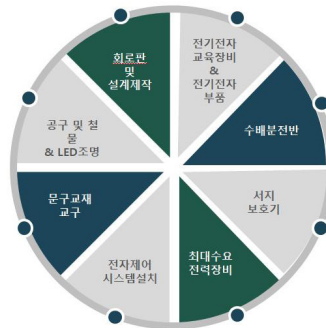 전기전자
교육장비
&
전기전자
부품
수배분전반
서지
보호기
최대수요
전력장비
전자제어
시스템설치
문구교재
교구
공구 및 철
물
& LED조명
회로판
및
설계제작